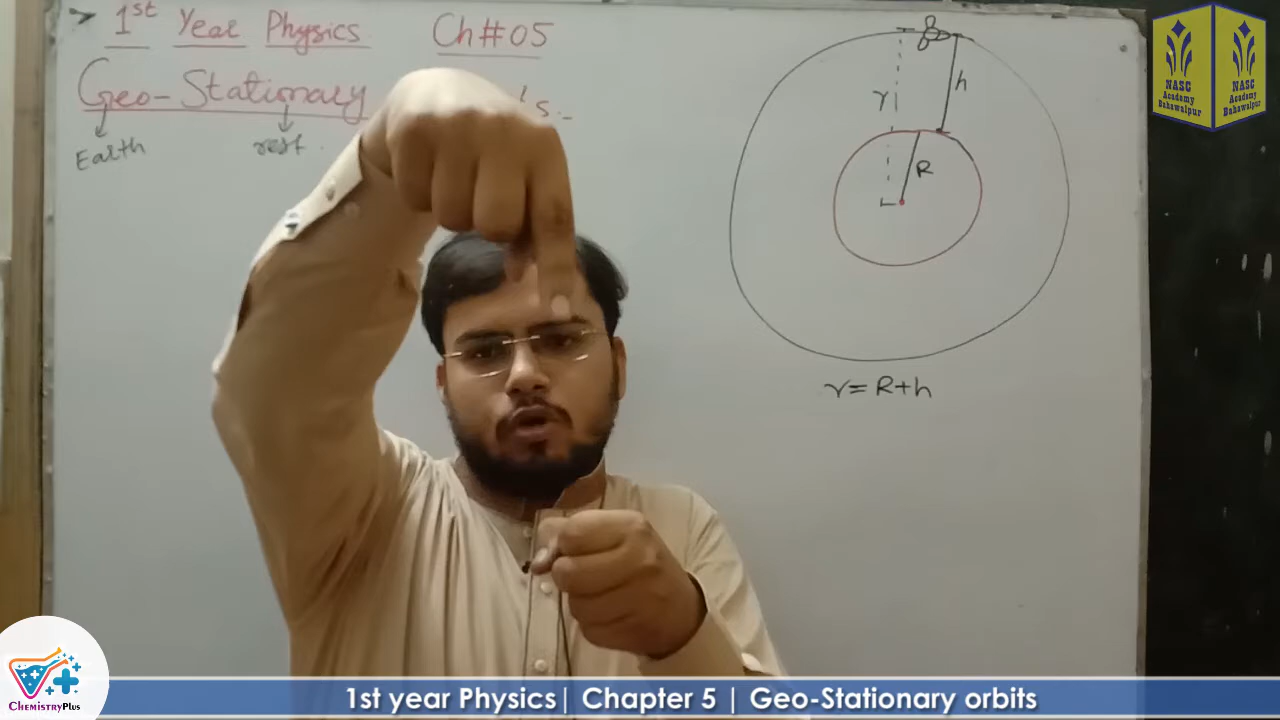 1st Year Physics Ch#05
Geo-Stationary
Earth rest
r
h
R
r=R+h
NASC Academy Bahawalpur
NASC Academy Bahawalpur
ChemistryPlus
1st year Physics| Chapter 5 | Geo-Stationary orbits